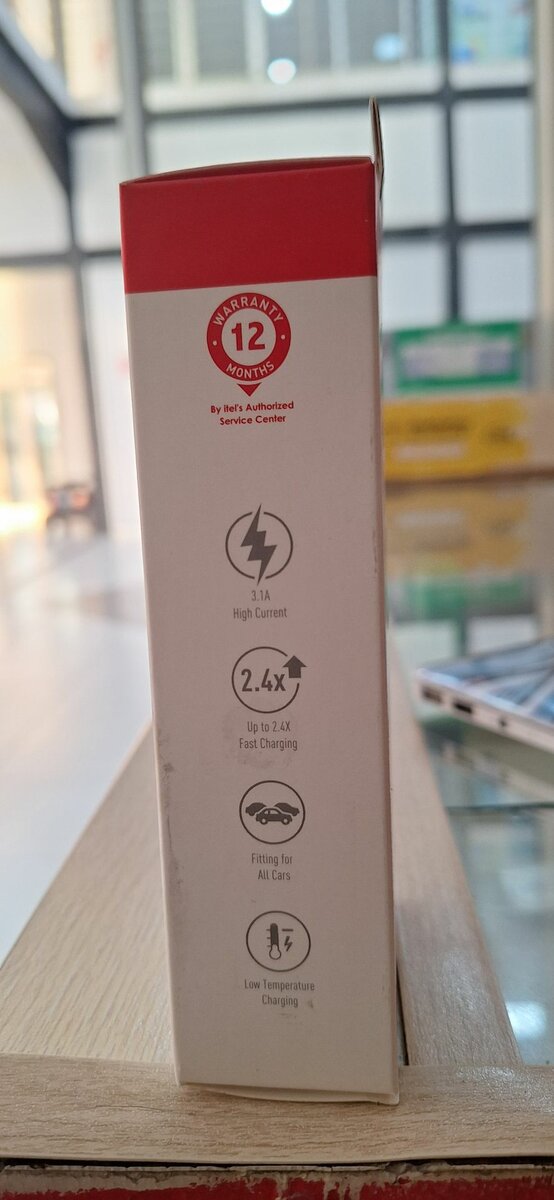 WARRANTY
12
MONTHS
By itel's Authorized
Service Center
3.1A
High Current
2.4x
Up to 2.4X
Fast Charging
Fitting for
All Cars
Low Temperature
Charging